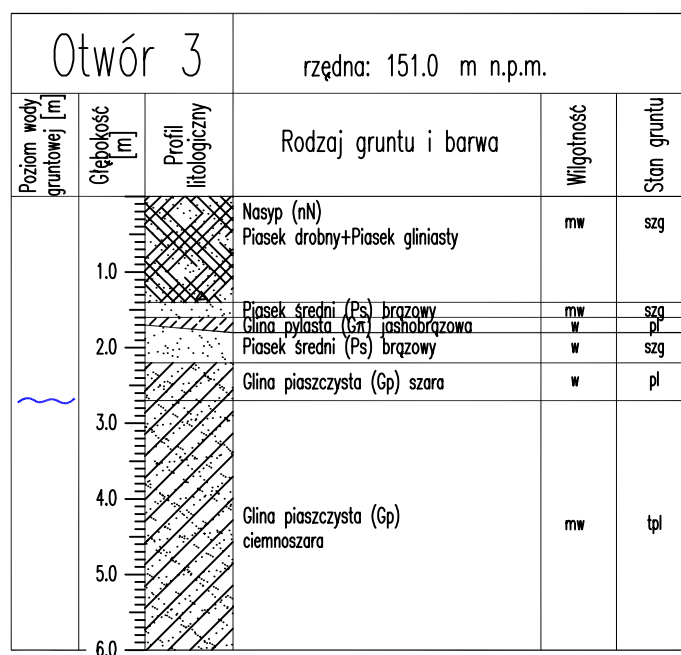 Otwór 3
rzędna: 151.0 m n.p.m.
Poziom wody
gruntowej [m]
Głębokość
[m]
Profil
litologiczny
Rodzaj gruntu i barwa
Wilgotność
Stan gruntu
Nasyp (nN)
Piasek drobny+Piasek gliniasty
mw
szg
1.0
Piasek średni (Ps) brązowy
mw
szg
Glina pylasta (Gπ) jasnobrązowa
w
pl
2.0
Piasek średni (Ps) brązowy
w
szg
Glina piaszczysta (Gp) szara
w
pl
3.0
4.0
Glina piaszczysta (Gp)
ciemnoszara
mw
tpl
5.0
6.0